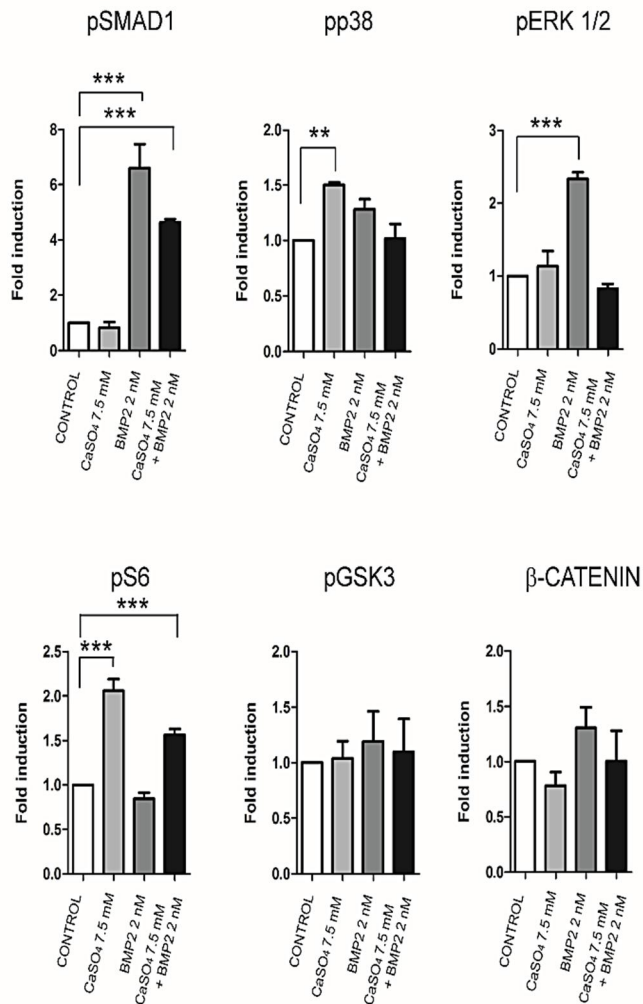 pSMAD1
***
***
8
6
4
2
1
0
Fold induction
CONTROL
CaSO4 7.5 mM
BMP2 2 nM
CaSO4 7.5 mM
+ BMP2 2 nM
pp38
**
2.0
1.5
1.0
0.5
0.0
Fold induction
CONTROL
CaSO4 7.5 mM
BMP2 2 nM
CaSO4 7.5 mM
+ BMP2 2 nM
pERK 1/2
***
3
2
1
0
Fold induction
CONTROL
CaSO4 7.5 mM
BMP2 2 nM
CaSO4 7.5 mM
+ BMP2 2 nM
pS6
***
***
2.5
2.0
1.5
1.0
0.5
0.0
Fold induction
CONTROL
CaSO4 7.5 mM
BMP2 2 nM
CaSO4 7.5 mM
+ BMP2 2 nM
pGSK3
2.0
1.5
1.0
0.5
0.0
Fold induction
CONTROL
CaSO4 7.5 mM
BMP2 2 nM
CaSO4 7.5 mM
+ BMP2 2 nM
β-CATENIN
2.0
1.5
1.0
0.5
0.0
Fold induction
CONTROL
CaSO4 7.5 mM
BMP2 2 nM
CaSO4 7.5 mM
+ BMP2 2 nM